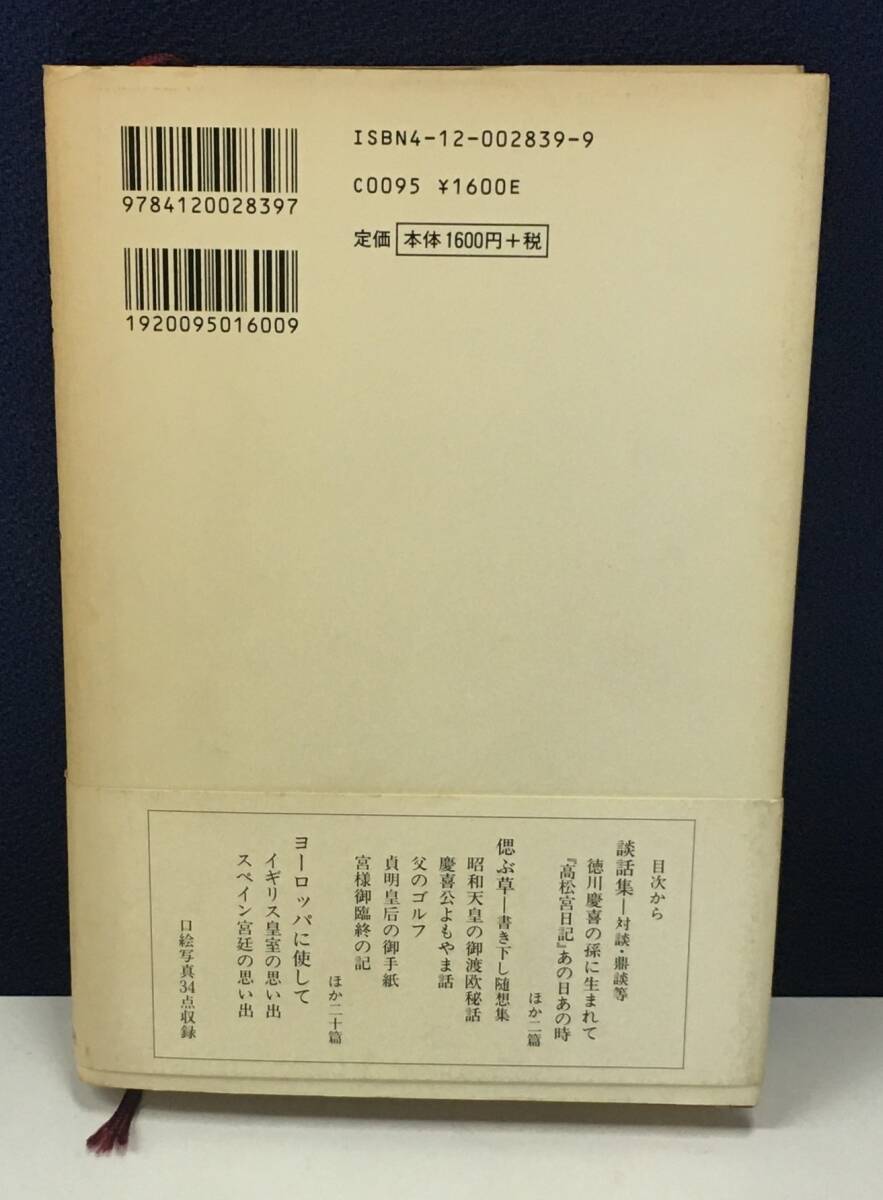 ISBN4-12-002839-9
9784120028397
C0095 ¥1600E
定価 本体1600円+税
1920095016009
目次から
談話集―対談・鼎談等
徳川慶喜の孫に生まれて
『高松宮日記』あの日あの時
ほか二篇
偲ぶ草―書き下し随想集
昭和天皇の御渡欧秘話
慶喜公よもやま話
父のゴルフ
貞明皇后の御手紙
宮様御臨終の記
ほか二十篇
ヨーロッパに使して
イギリス皇室の思い出
スペイン宮廷の思い出
口絵写真34点収録